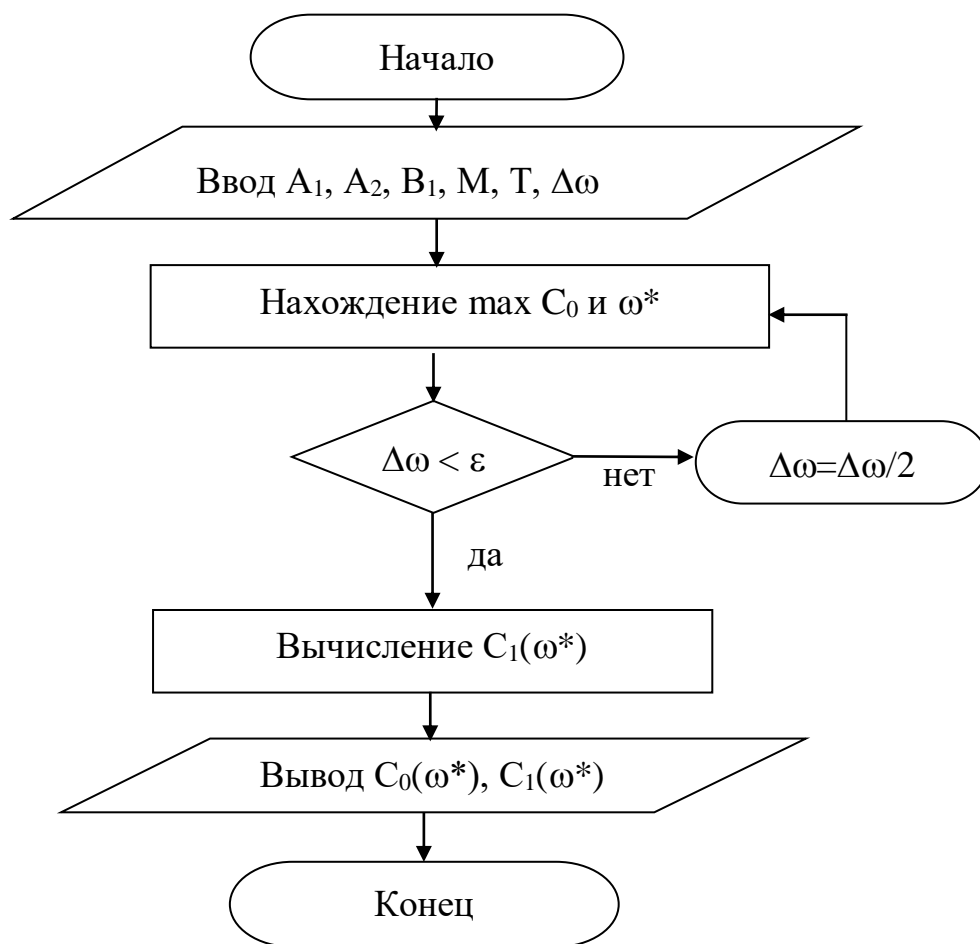 Начало
Ввод A₁, A₂, B₁, M, T, Δω
Нахождение max C₀ и ω*
Δω < ε
нет
Δω=Δω/2
да
Вычисление C₁(ω*)
Вывод C₀(ω*), C₁(ω*)
Конец